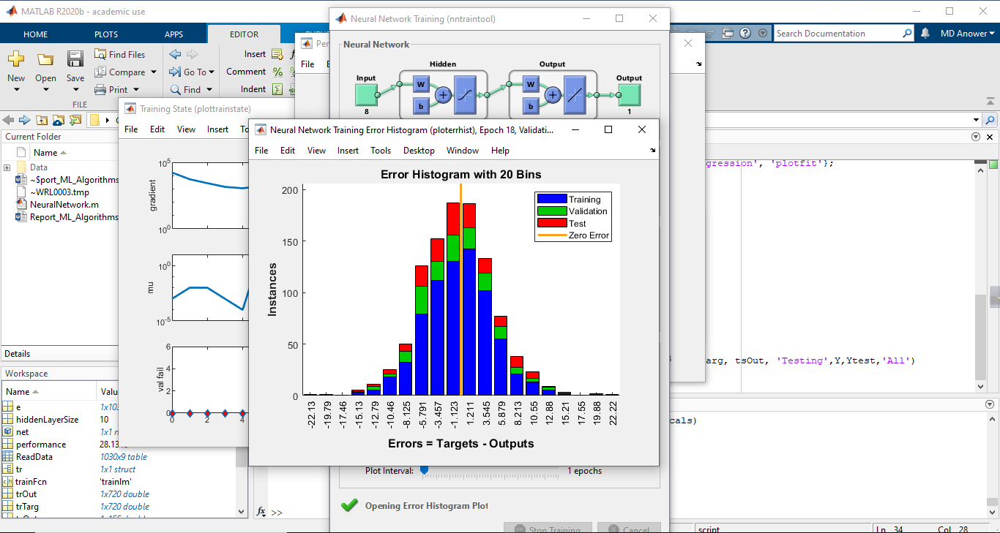 MATLAB R2020b - academic use
Neural Network Training (nntraintool)
HOME PLOTS APPS EDITOR
Search Documentation
MD Anower
New Open Save
Find Files
Compare
Print
Go To
Find
Insert
Comment
Indent
FILE
File
Neural Network
Hidden Output
Input Output
W b W b
8 1
Training State (plottrainstate)
File Edit View Insert
Current Folder
Name
Data
~$port_ML_Algorithms
~WRL0003.tmp
NeuralNetwork.m
Report_ML_Algorithms
Details
Workspace
Name
e
hiddenLayerSize 10
net
performance
ReadData 1030x9 table
tr 1x1 struct
trainFcn 'trainlm'
trOut 1x720 double
trTarg 1x720 double
gradient
10^5
10^0
mu
10^0
10^-5
val fail
6
4
2
0
0 2 4
Neural Network Training Error Histogram (ploterrhist), Epoch 18, Validati...
File Edit View Insert Tools Desktop Window Help
Error Histogram with 20 Bins
200
150
100
50
0
Instances
Training
Validation
Test
Zero Error
-22.13 -19.79 -17.46 -15.13 -12.79 -10.46 -8.125 -5.791 -3.457 -1.123 1.211 3.545 5.879 8.213 10.55 12.88 15.21 17.55 19.88 22.22
Errors = Targets - Outputs
Plot Interval: 1 epochs
Opening Error Histogram Plot
Stop Training Cancel
gression', 'plotfit'};
arg, tsOut, 'Testing',Y,Ytest,'All')
cals)
fx >>
script
Ln 34 Col 28